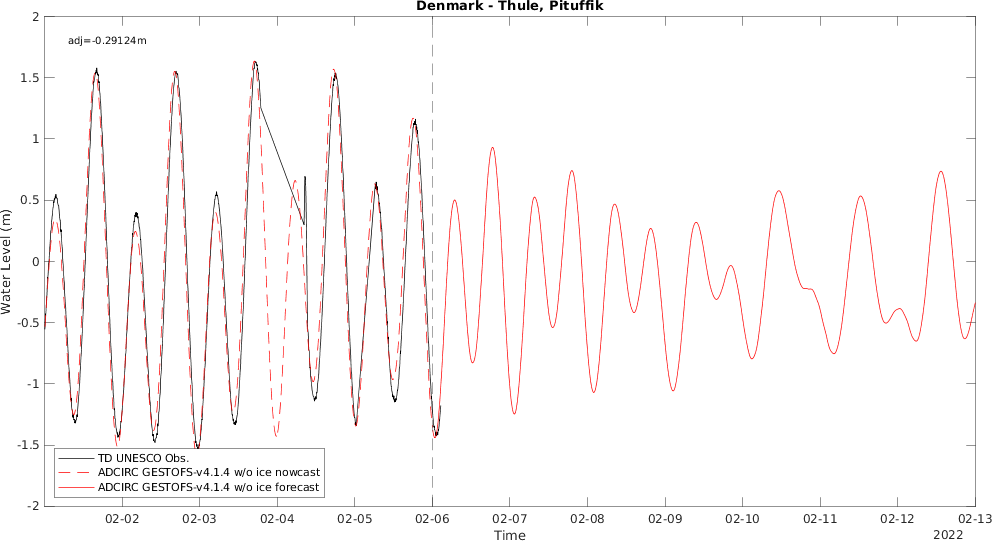 Denmark - Thule, Pituffik
adj=-0.29124m
2
1.5
1
0.5
0
-0.5
-1
-1.5
-2
Water Level (m)
TD UNESCO Obs.
ADCIRC GESTOFS-v4.1.4 w/o ice nowcast
ADCIRC GESTOFS-v4.1.4 w/o ice forecast
02-02 02-03 02-04 02-05 02-06 02-07 02-08 02-09 02-10 02-11 02-12 02-13
Time
2022